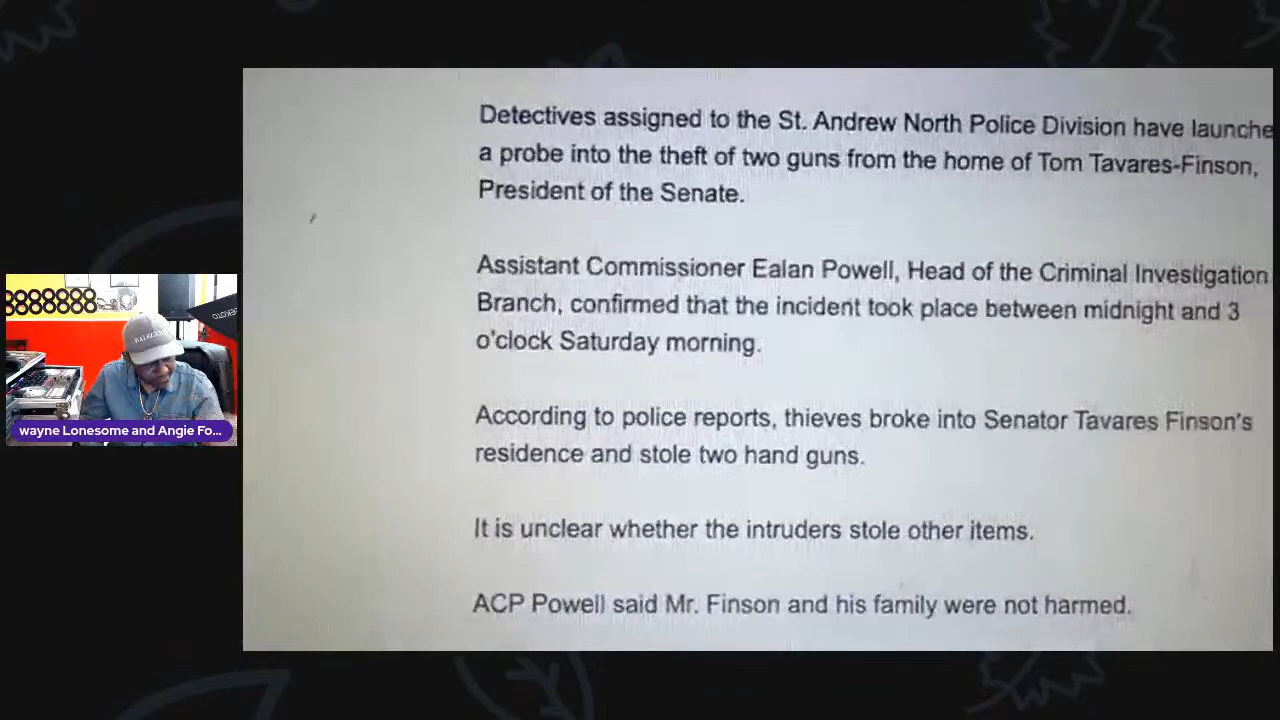 Detectives assigned to the St. Andrew North Police Division have launche
a probe into the theft of two guns from the home of Tom Tavares-Finson,
President of the Senate.
Assistant Commissioner Ealan Powell, Head of the Criminal Investigation
Branch, confirmed that the incident took place between midnight and 3
o'clock Saturday morning.
According to police reports, thieves broke into Senator Tavares Finson's
residence and stole two hand guns.
It is unclear whether the intruders stole other items.
ACP Powell said Mr. Finson and his family were not harmed.
wayne Lonesome and Angie Fo...